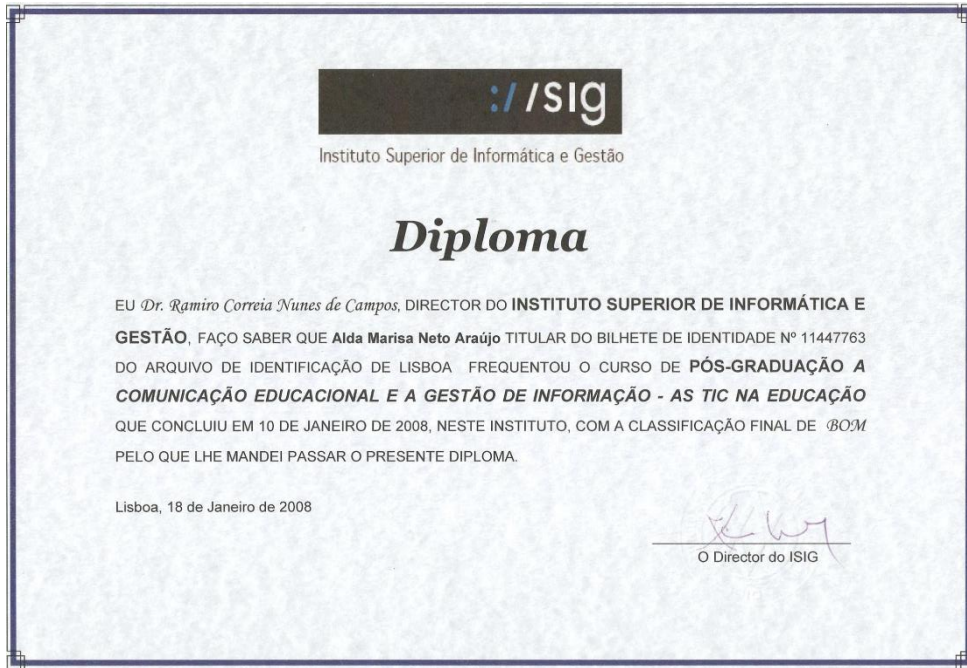 :/ /sig
Instituto Superior de Informática e Gestão
Diploma
EU Dr. Ramiro Correia Nunes de Campos, DIRECTOR DO INSTITUTO SUPERIOR DE INFORMÁTICA E
GESTÃO, FAÇO SABER QUE Alda Marisa Neto Araújo TITULAR DO BILHETE DE IDENTIDADE Nº 11447763
DO ARQUIVO DE IDENTIFICAÇÃO DE LISBOA FREQUENTOU O CURSO DE PÓS-GRADUAÇÃO A
COMUNICAÇÃO EDUCACIONAL E A GESTÃO DE INFORMAÇÃO - AS TIC NA EDUCAÇÃO
QUE CONCLUIU EM 10 DE JANEIRO DE 2008, NESTE INSTITUTO, COM A CLASSIFICAÇÃO FINAL DE BOM
PELO QUE LHE MANDEI PASSAR O PRESENTE DIPLOMA.
Lisboa, 18 de Janeiro de 2008
O Director do ISIG